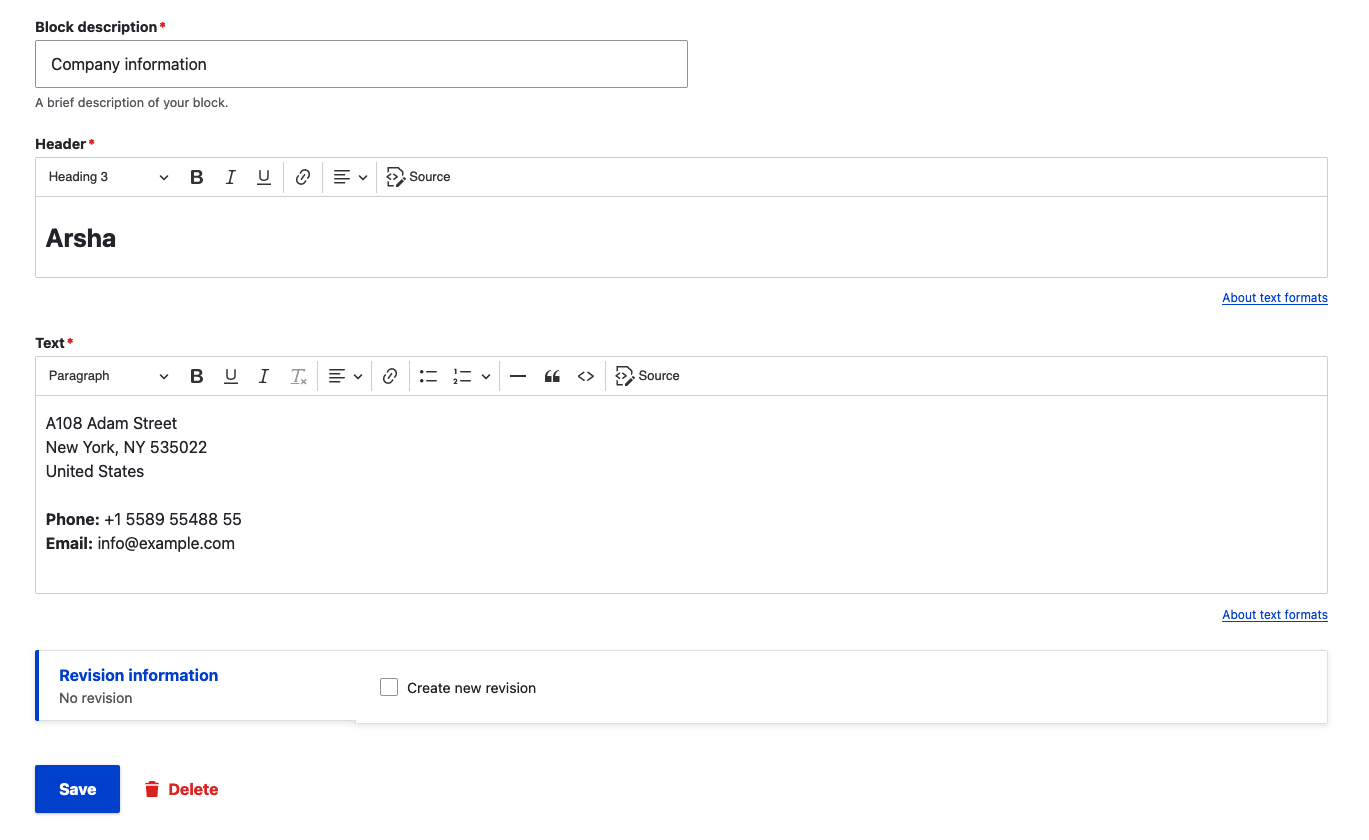 Block description*
Company information
A brief description of your block.
Header*
Heading 3 B I U Source
Arsha
About text formats
Text*
Paragraph B U I Tx Source
A108 Adam Street
New York, NY 535022
United States
Phone: +1 5589 55488 55
Email: info@example.com
About text formats
Revision information
No revision
Create new revision
Save Delete